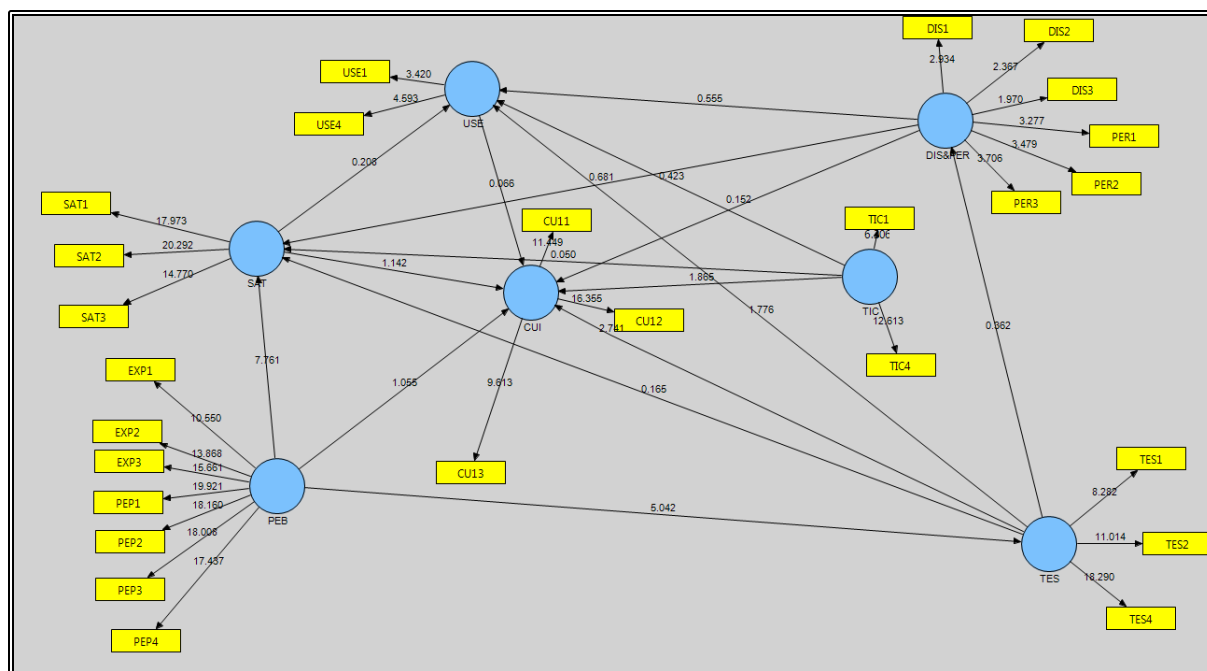 DIS1
DIS2
2.934
2.367
USE1
3.420
DIS3
1.970
4.593
USE4
USE
0.555
3.277
PER1
DIS&PER
3.479
3.706
PER2
0.206
0.681
0.423
PER3
0.066
0.152
SAT1
17.973
CU11
TIC1
SAT2
20.292
11.449
0.050
14.770
SAT
1.142
1.865
SAT3
16.355
TIC
CUI
CU12
12.613
2.741
1.776
0.362
EXP1
7.761
1.055
9.613
0.165
TIC4
10.550
EXP2
13.868
EXP3
15.661
CU13
TES1
PEP1
19.921
8.282
18.160
PEB
5.042
PEP2
18.006
11.014
TES2
17.437
TES
18.290
PEP3
TES4
PEP4